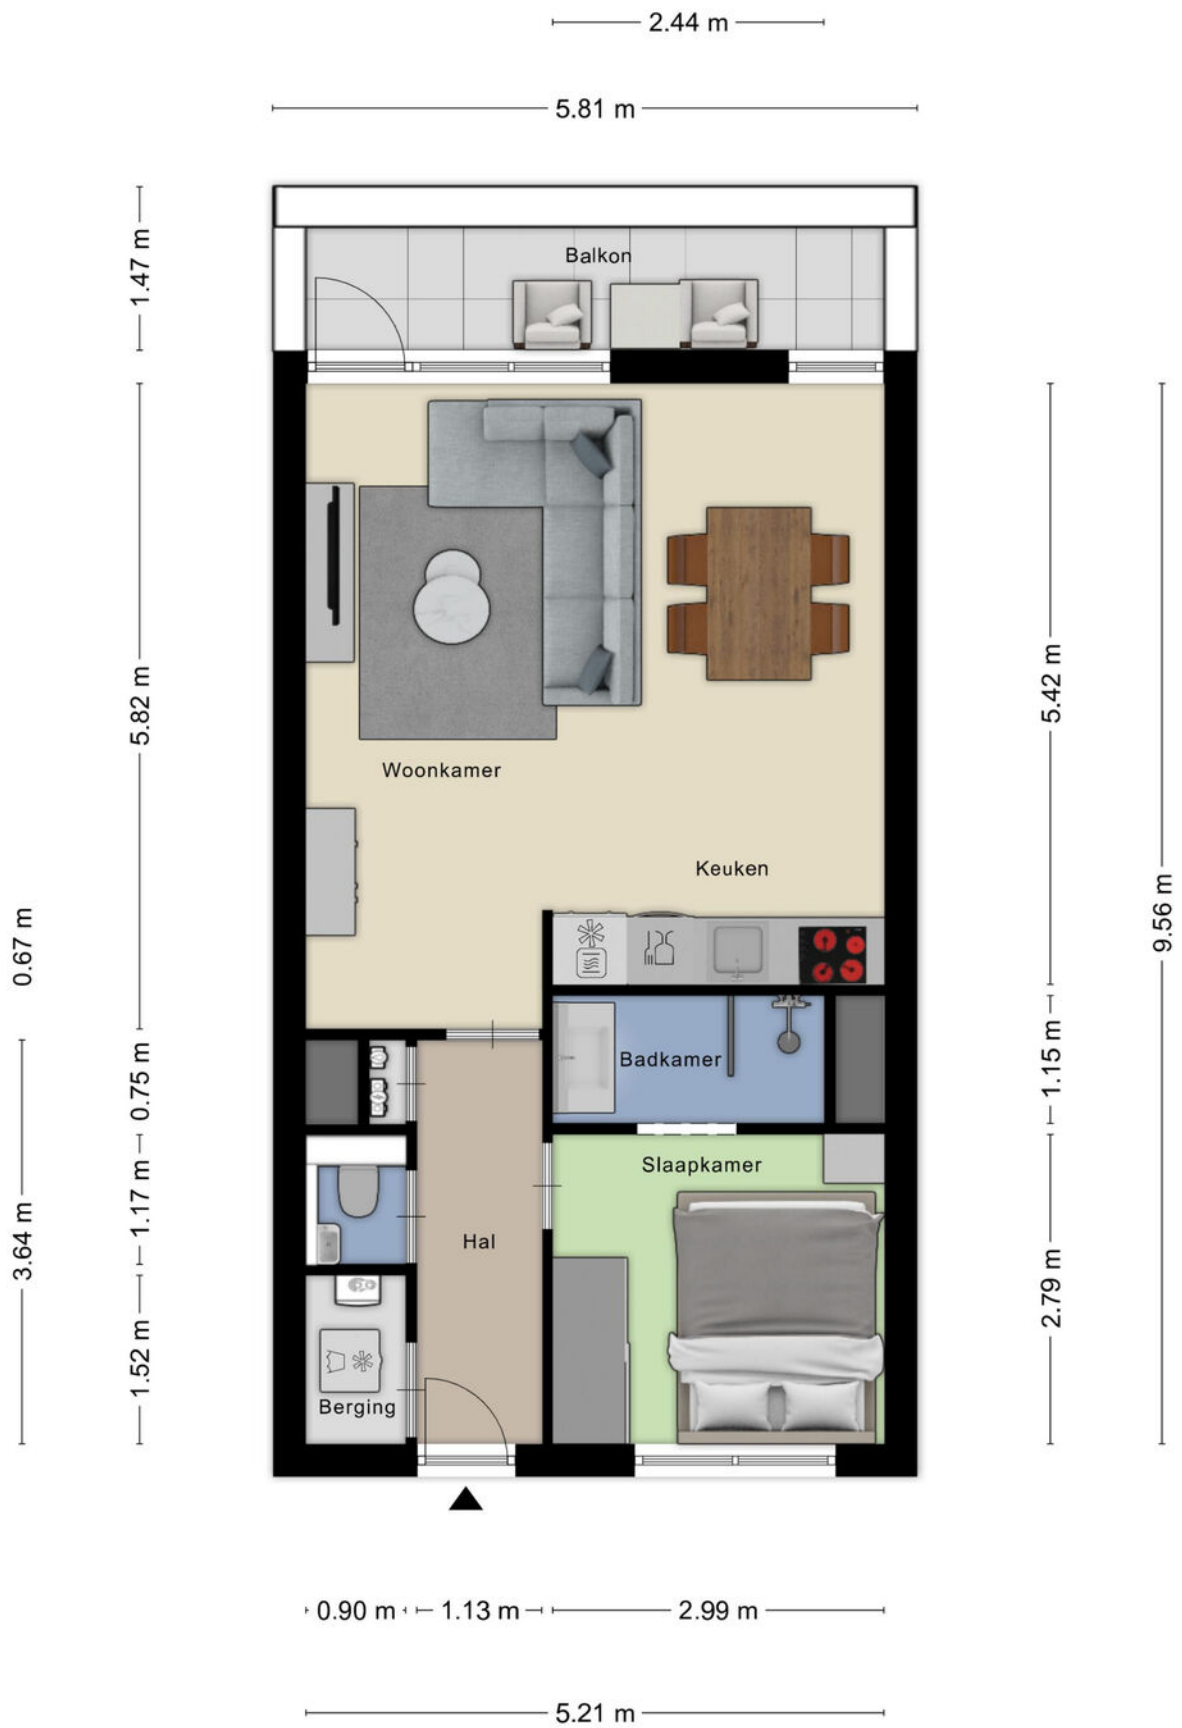 2.44 m
5.81 m
1.47 m
Balkon
5.82 m
5.42 m
9.56 m
Woonkamer
Keuken
0.67 m
0.75 m
Badkamer
1.15 m
Slaapkamer
1.17 m
3.64 m
Hal
2.79 m
1.52 m
Berging
0.90 m
1.13 m
2.99 m
5.21 m